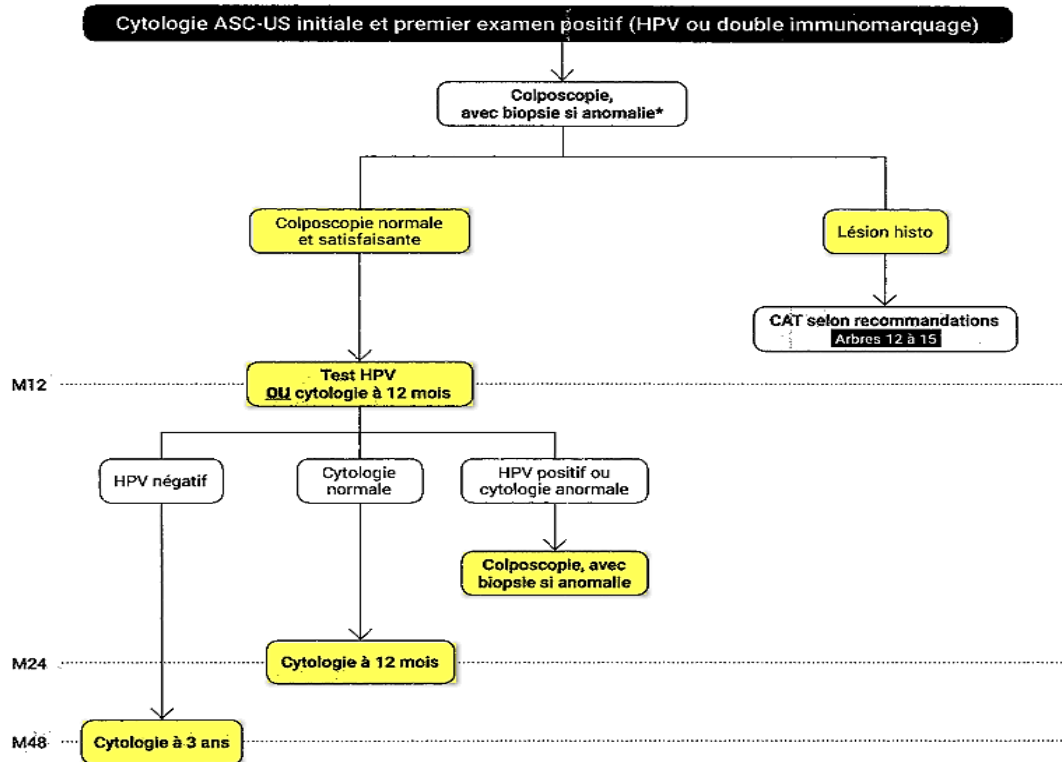 Cytologie ASC-US initiale et premier examen positif (HPV ou double immunomarquage)
Colposcopie,
avec biopsie si anomalie*
Colposcopie normale
et satisfaisante
Lésion histo
CAT selon recommandations
Arbres 12 à 15
M12
Test HPV
OU cytologie à 12 mois
HPV négatif
Cytologie
normale
HPV positif ou
cytologie anormale
Colposcopie, avec
biopsie si anomalie
M24
Cytologie à 12 mois
M48
Cytologie à 3 ans